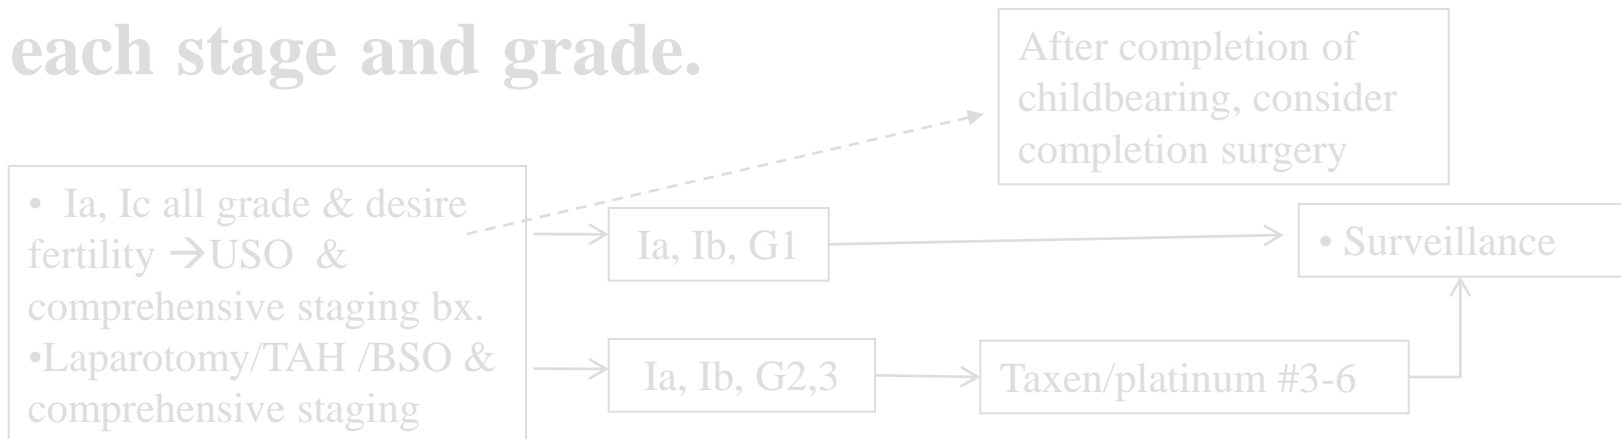 each stage and grade.
After completion of
childbearing, consider
completion surgery
• Ia, Ic all grade & desire
fertility →USO &
comprehensive staging bx.
•Laparotomy/TAH /BSO &
comprehensive staging
Ia, Ib, G1
• Surveillance
Ia, Ib, G2,3
Taxen/platinum #3-6